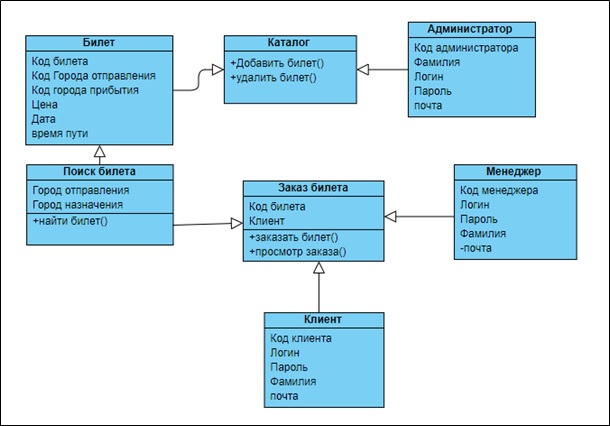 Билет
Код билета
Код Города отправления
Код города прибытия
Цена
Дата
время пути
Каталог
+Добавить билет()
+удалить билет()
Администратор
Код администратора
Фамилия
Логин
Пароль
почта
Поиск билета
Город отправления
Город назначения
+найти билет()
Заказ билета
Код билета
Клиент
+заказать билет()
+просмотр заказа()
Менеджер
Код менеджера
Логин
Пароль
Фамилия
-почта
Клиент
Код клиента
Логин
Пароль
Фамилия
почта